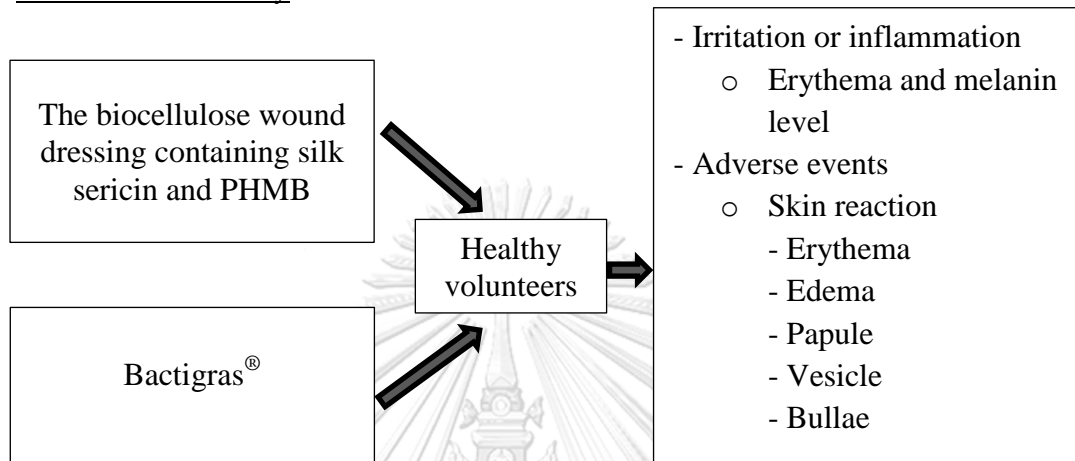 The biocellulose wound
dressing containing silk
sericin and PHMB
Bactigras®
Healthy
volunteers
- Irritation or inflammation
o Erythema and melanin
level
- Adverse events
o Skin reaction
- Erythema
- Edema
- Papule
- Vesicle
- Bullae